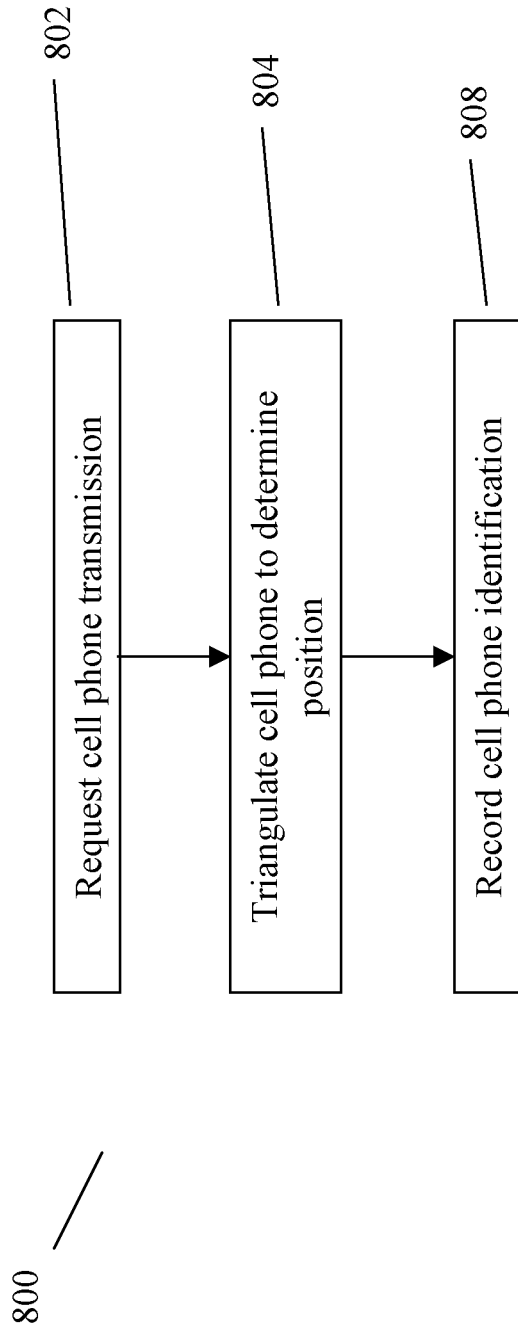 800
Request cell phone transmission
802
Triangulate cell phone to determine
position
804
Record cell phone identification
808